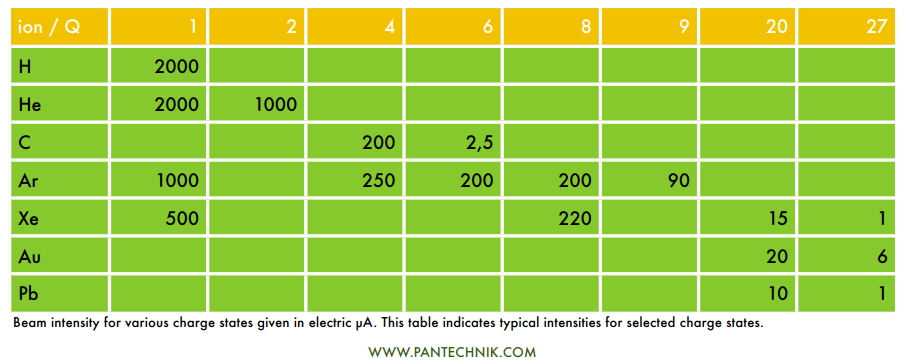 ion / Q 1 2 4 6 8 9 20 27
H 2000
He 2000 1000
C 200 2,5
Ar 1000 250 200 200 90
Xe 500 220 15 1
Au 20 6
Pb 10 1
Beam intensity for various charge states given in electric µA. This table indicates typical intensities for selected charge states.
WWW.PANTECHNIK.COM